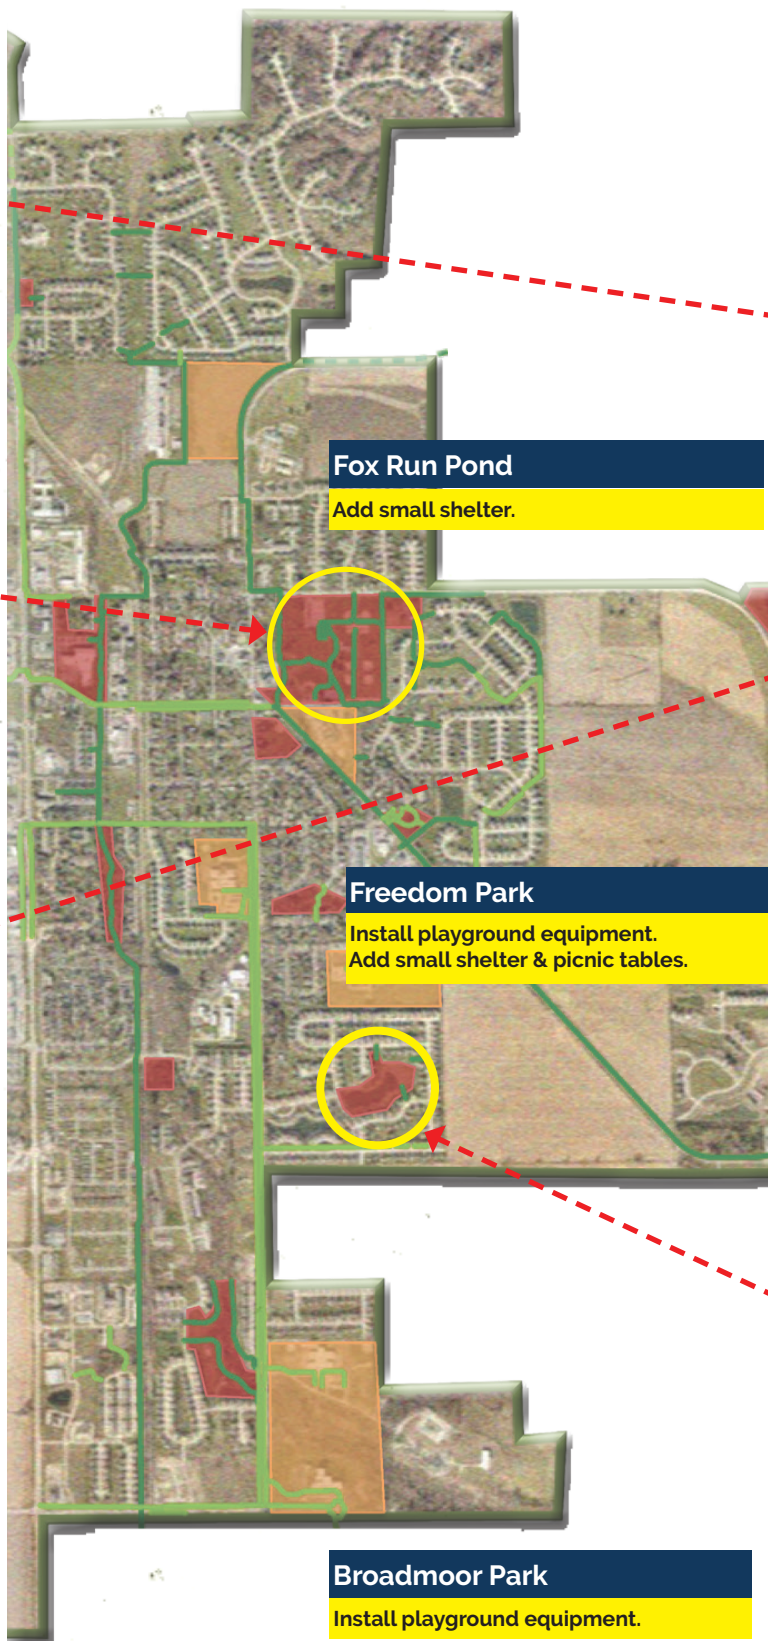 Fox Run Pond
Add small shelter.
Freedom Park
Install playground equipment.
Add small shelter & picnic tables.
Broadmoor Park
Install playground equipment.